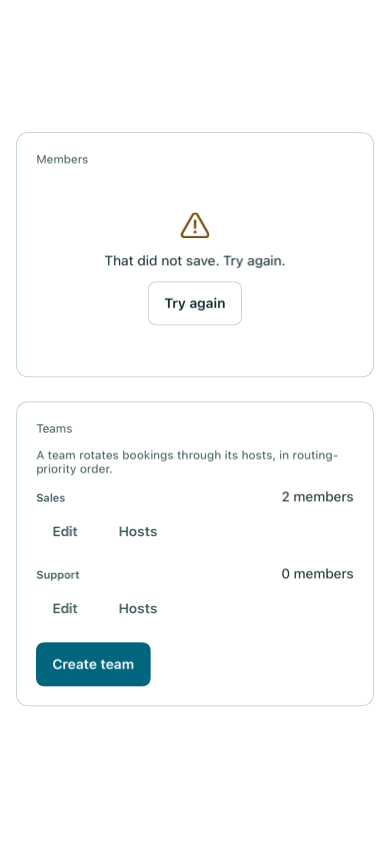 Members
That did not save. Try again.
Try again
Teams
A team rotates bookings through its hosts, in routing-
priority order.
Sales
2 members
Edit
Hosts
Support
0 members
Edit
Hosts
Create team